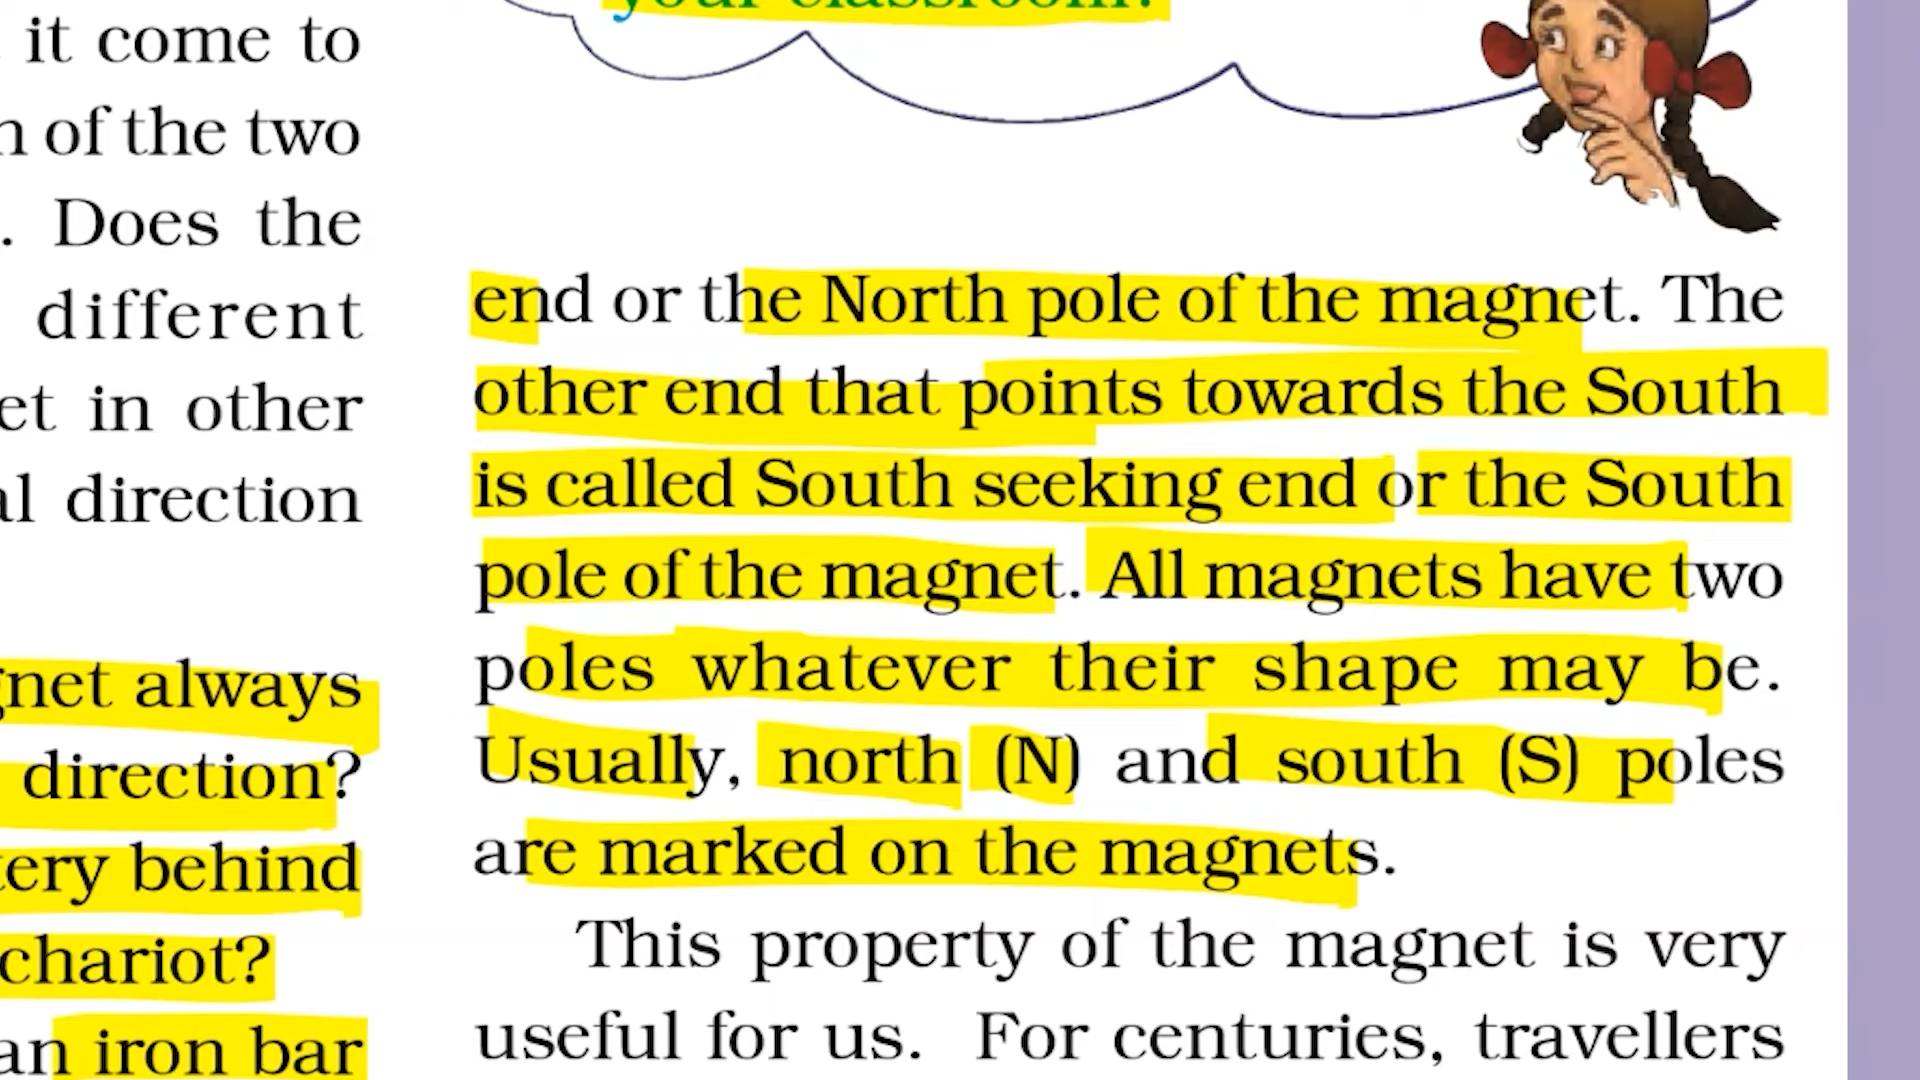 it come to
of the two
. Does the
different
in other
direction
always
direction?
behind
chariot?
an iron bar
your classroom?
end or the North pole of the magnet. The
other end that points towards the South
is called South seeking end or the South
pole of the magnet. All magnets have two
poles whatever their shape may be.
Usually, north (N) and south (S) poles
are marked on the magnets.
This property of the magnet is very
useful for us. For centuries, travellers